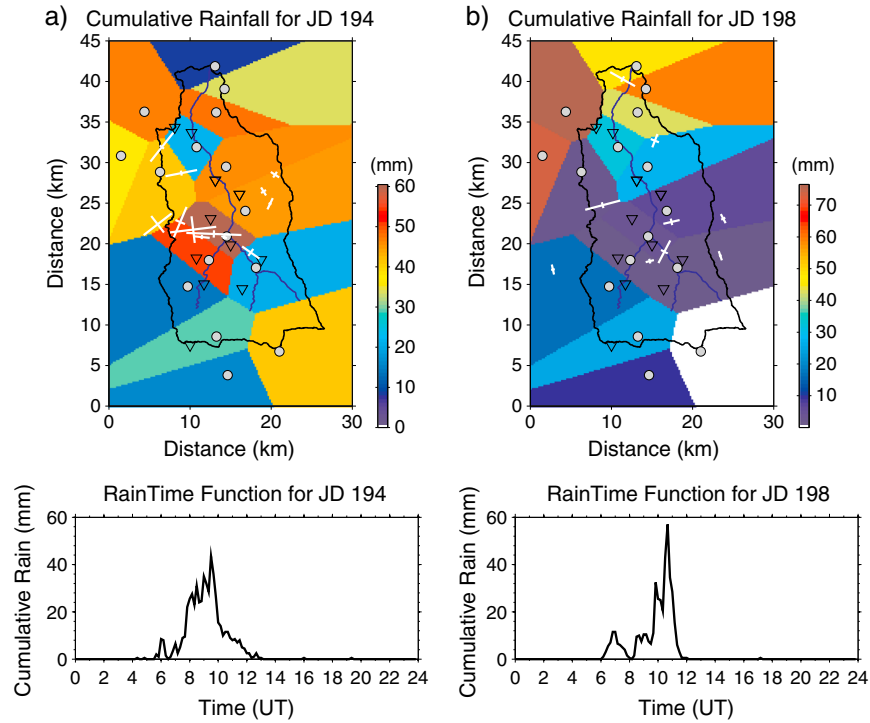 a) Cumulative Rainfall for JD 194
b) Cumulative Rainfall for JD 198
45
40
35
30
25
20
15
10
5
0
Distance (km)
0 10 20 30
Distance (km)
(mm)
60
50
40
30
20
10
0
45
40
35
30
25
20
15
10
5
0
Distance (km)
0 10 20 30
Distance (km)
(mm)
70
60
50
40
30
20
10
RainTime Function for JD 194
60
40
20
0
Cumulative Rain (mm)
0 2 4 6 8 10 12 14 16 18 20 22 24
Time (UT)
RainTime Function for JD 198
60
40
20
0
Cumulative Rain (mm)
0 2 4 6 8 10 12 14 16 18 20 22 24
Time (UT)